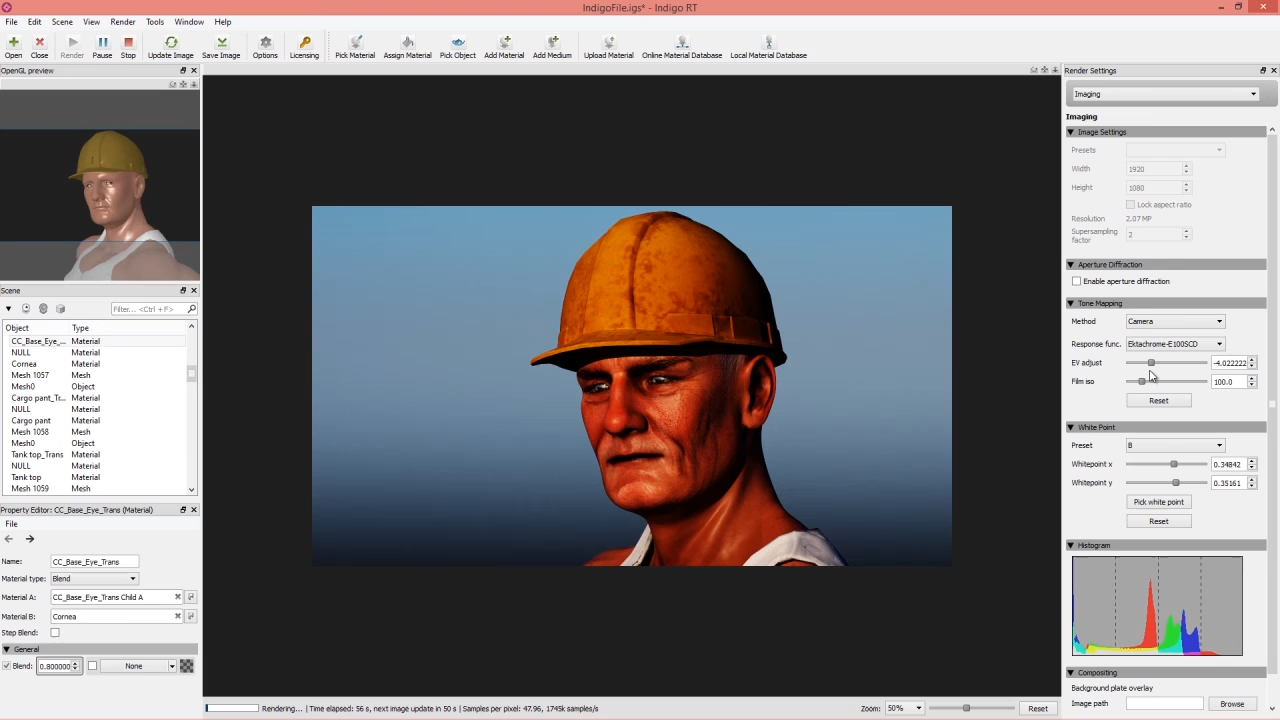 IndigoFile.igs* - Indigo RT
File Edit Scene View Render Tools Window Help
Open Close Render Pause Stop Update Image Save Image Options Licensing Pick Material Assign Material Pick Object Add Material Add Medium Upload Material Online Material Database Local Material Database
OpenGL preview
Scene
Filter... <Ctrl + F>
Object Type
CC_Base_Eye_... Material
NULL Material
Cornea Material
Mesh 1057 Mesh
Mesh0 Object
Cargo pant_Tr... Material
NULL Material
Cargo pant Material
Mesh 1058 Mesh
Mesh0 Object
Tank top_Trans Material
NULL Material
Tank top Material
Mesh 1059 Mesh
Property Editor: CC_Base_Eye_Trans (Material)
File
Name: CC_Base_Eye_Trans
Material type: Blend
Material A: CC_Base_Eye_Trans Child A
Material B: Cornea
Step Blend:
General
Blend: 0.800000 None
Rendering... | Time elapsed: 56 s, next image update in 50 s | Samples per pixel: 47.96, 1745k samples/s
Zoom: 50% Reset
Render Settings
Imaging
Imaging
Image Settings
Presets
Width 1920
Height 1080
Lock aspect ratio
Resolution 2.07 MP
Supersampling factor 2
Aperture Diffraction
Enable aperture diffraction
Tone Mapping
Method Camera
Response func. Ektachrome-E100SCD
EV adjust -4.022222
Film iso 100.0
Reset
White Point
Preset B
Whitepoint x 0.34842
Whitepoint y 0.35161
Pick white point
Reset
Histogram
Compositing
Background plate overlay
Image path Browse